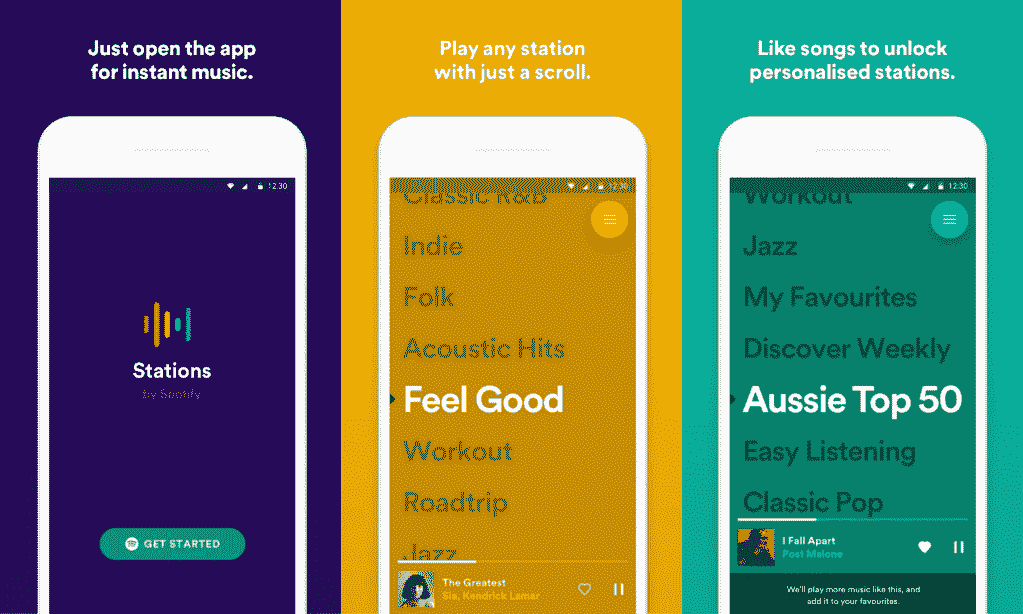 Just open the app
for instant music.
12:30
Stations
by Spotify
GET STARTED
Play any station
with just a scroll.
12:30
Classic R&B
Indie
Folk
Acoustic Hits
Feel Good
Workout
Roadtrip
Jazz
The Greatest
Sia, Kendrick Lamar
Like songs to unlock
personalised stations.
12:30
Workout
Jazz
My Favourites
Discover Weekly
Aussie Top 50
Easy Listening
Classic Pop
I Fall Apart
Post Malone
We'll play more music like this, and
add it to your favourites.